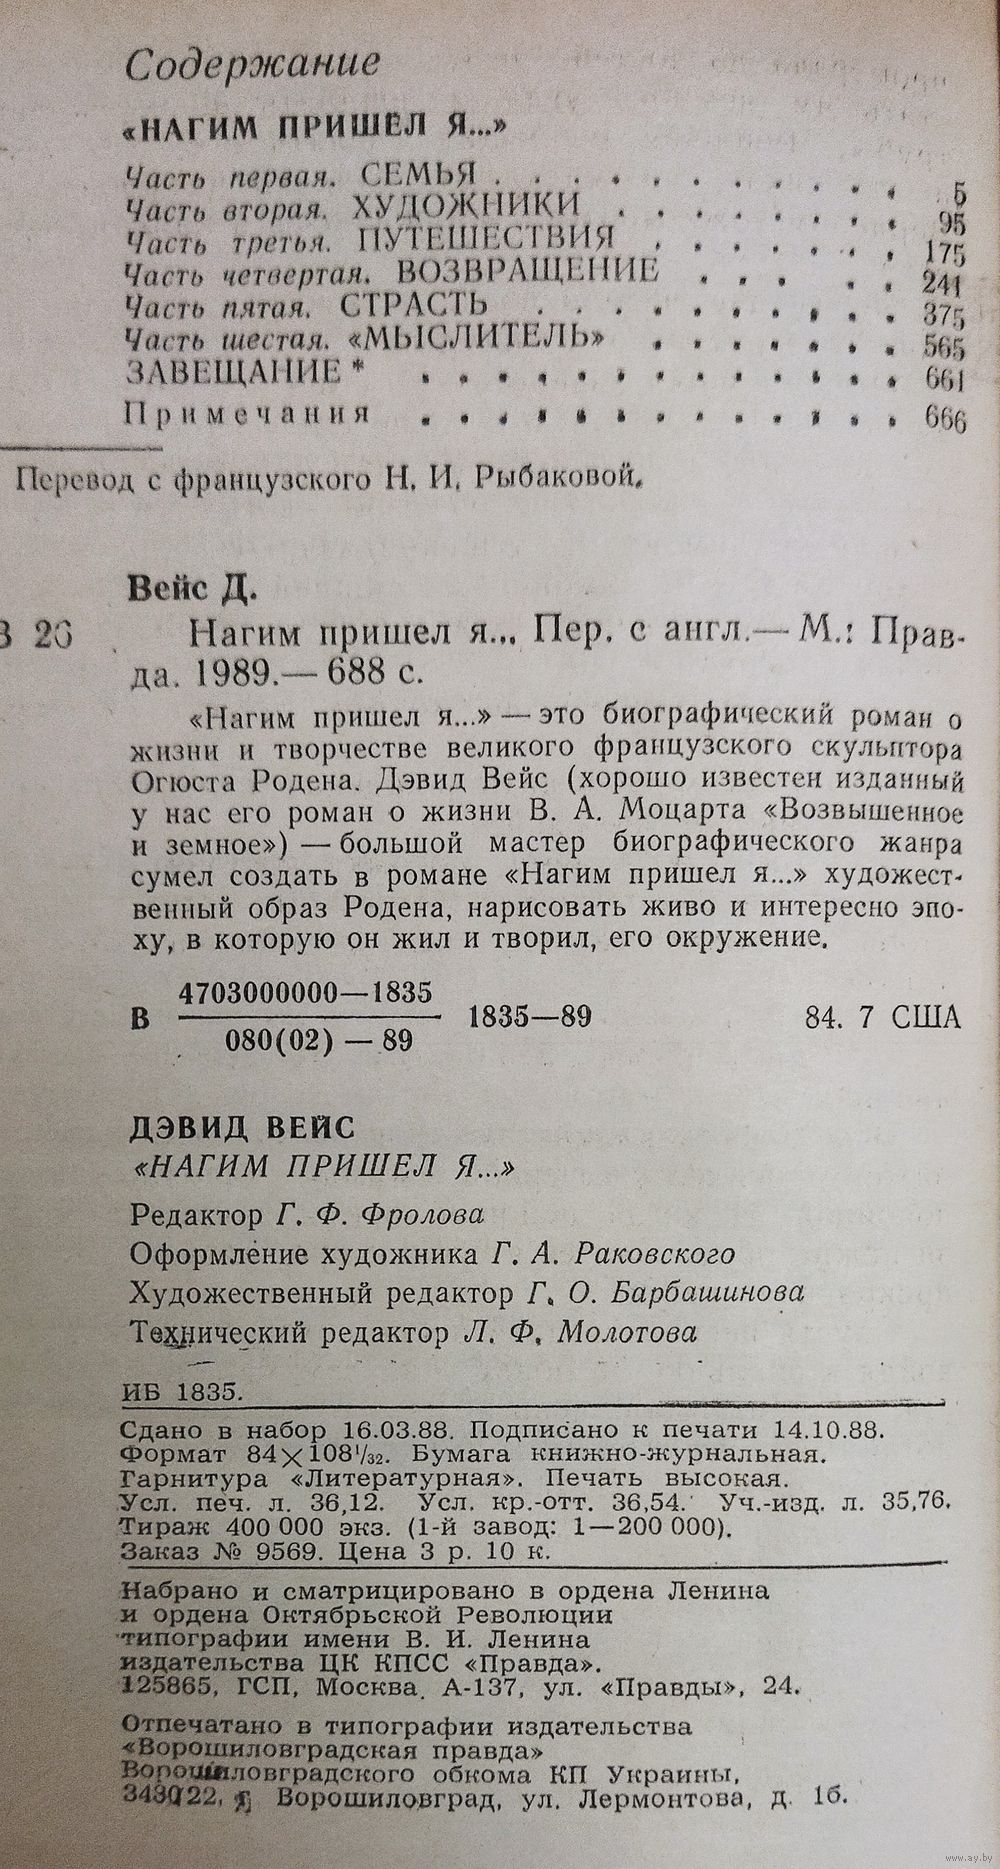 Содержание
«НАГИМ ПРИШЕЛ Я...»
Часть первая. СЕМЬЯ . . . . . . . . . . . 5
Часть вторая. ХУДОЖНИКИ . . . . . . . . 95
Часть третья. ПУТЕШЕСТВИЯ . . . . . . . 175
Часть четвертая. ВОЗВРАЩЕНИЕ . . . . . 241
Часть пятая. СТРАСТЬ . . . . . . . . . . 375
Часть шестая. «МЫСЛИТЕЛЬ» . . . . . . . 565
ЗАВЕЩАНИЕ * . . . . . . . . . . . . . 661
Примечания . . . . . . . . . . . . . 666
Перевод с французского Н. И. Рыбаковой.
Вейс Д.
В 26 Нагим пришел я... Пер. с англ.— М.: Прав-
да. 1989.— 688 с.
«Нагим пришел я...» — это биографический роман о
жизни и творчестве великого французского скульптора
Огюста Родена. Дэвид Вейс (хорошо известен изданный
у нас его роман о жизни В. А. Моцарта «Возвышенное
и земное») — большой мастер биографического жанра
сумел создать в романе «Нагим пришел я...» художест-
венный образ Родена, нарисовать живо и интересно эпо-
ху, в которую он жил и творил, его окружение.
4703000000—1835
В 1835—89 84. 7 США
080(02) — 89
ДЭВИД ВЕЙС
«НАГИМ ПРИШЕЛ Я...»
Редактор Г. Ф. Фролова
Оформление художника Г. А. Раковского
Художественный редактор Г. О. Барбашинова
Технический редактор Л. Ф. Молотова
ИБ 1835.
Сдано в набор 16.03.88. Подписано к печати 14.10.88.
Формат 84×108¹/₃₂. Бумага книжно-журнальная.
Гарнитура «Литературная». Печать высокая.
Усл. печ. л. 36,12. Усл. кр.-отт. 36,54. Уч.-изд. л. 35,76.
Тираж 400 000 экз. (1-й завод: 1—200 000).
Заказ № 9569. Цена 3 р. 10 к.
Набрано и сматрицировано в ордена Ленина
и ордена Октябрьской Революции
типографии имени В. И. Ленина
издательства ЦК КПСС «Правда».
125865, ГСП, Москва, А-137, ул. «Правды», 24.
Отпечатано в типографии издательства
«Ворошиловградская правда»
Ворошиловградского обкома КП Украины,
348022, Ворошиловград, ул. Лермонтова, д. 1б.
www.ay.by